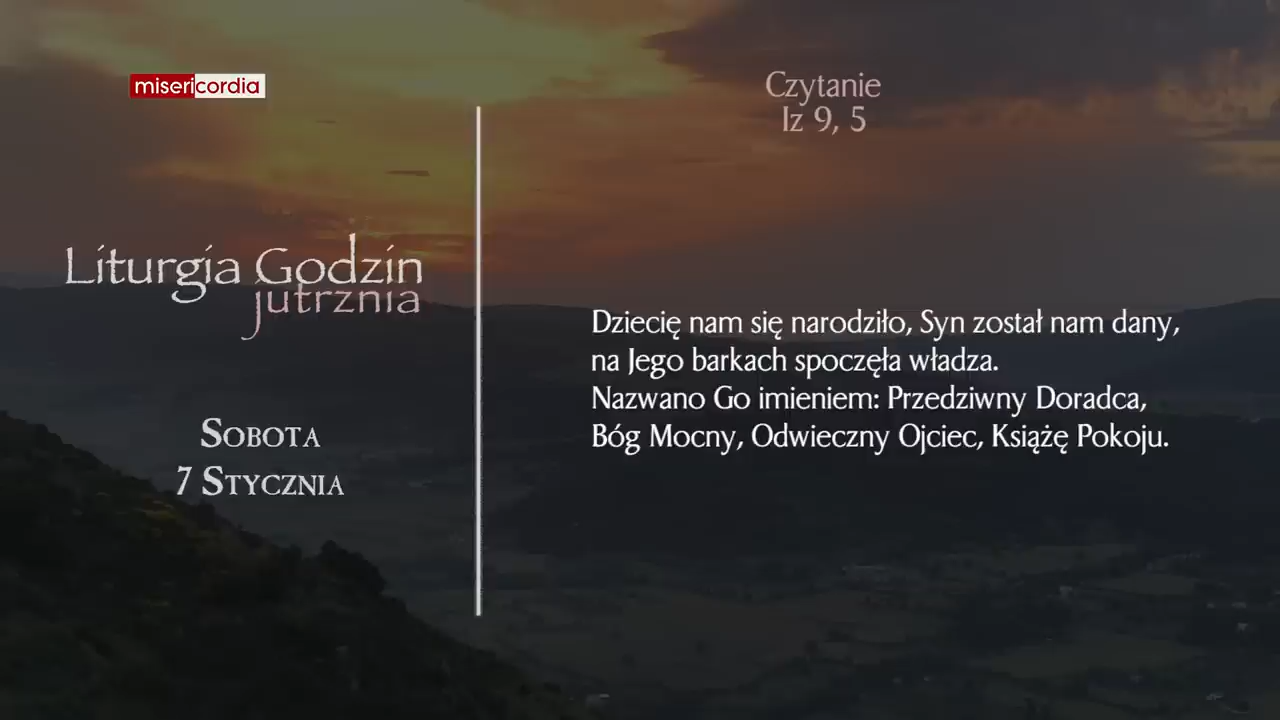 misericordia
Liturgia Godzin
jutrznia
Sobota
7 Stycznia
Czytanie
Iz 9, 5
Dziecię nam się narodziło, Syn został nam dany,
na Jego barkach spoczęła władza.
Nazwano Go imieniem: Przedziwny Doradca,
Bóg Mocny, Odwieczny Ojciec, Książę Pokoju.